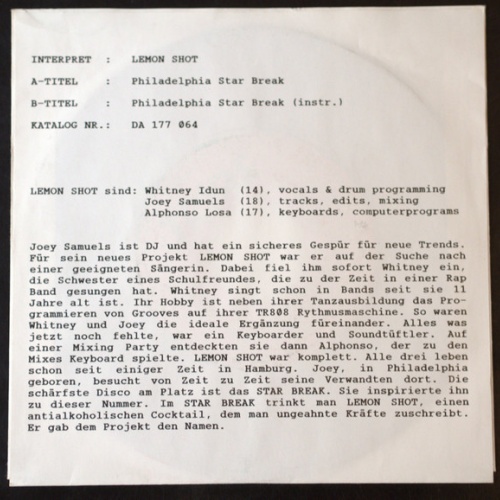 INTERPRET : LEMON SHOT
A-TITEL : Philadelphia Star Break
B-TITEL : Philadelphia Star Break (instr.)
KATALOG NR.: DA 177 064
LEMON SHOT sind: Whitney Idun (14), vocals & drum programming
Joey Samuels (18), tracks, edits, mixing
Alphonso Losa (17), keyboards, computerprograms
Joey Samuels ist DJ und hat ein sicheres Gespür für neue Trends.
Für sein neues Projekt LEMON SHOT war er auf der Suche nach
einer geeigneten Sängerin. Dabei fiel ihm sofort Whitney ein,
die Schwester eines Schulfreundes, die zu der Zeit in einer Rap
Band gesungen hat. Whitney singt schon in Bands seit sie 11
Jahre alt ist. Ihr Hobby ist neben ihrer Tanzausbildung das Pro-
grammieren von Grooves auf ihrer TR808 Rythmusmaschine. So waren
Whitney und Joey die ideale Ergänzung füreinander. Alles was
jetzt noch fehlte, war ein Keyboarder und Soundtüftler. Auf
einer Mixing Party entdeckten sie dann Alphonso, der zu den
Mixes Keyboard spielte. LEMON SHOT war komplett. Alle drei leben
schon seit einiger Zeit in Hamburg. Joey, in Philadelphia
geboren, besucht von Zeit zu Zeit seine Verwandten dort. Die
schärfste Disco am Platz ist das STAR BREAK. Sie inspirierte ihn
zu dieser Nummer. Im STAR BREAK trinkt man LEMON SHOT, einen
antialkoholischen Cocktail, dem man ungeahnte Kräfte zuschreibt.
Er gab dem Projekt den Namen.